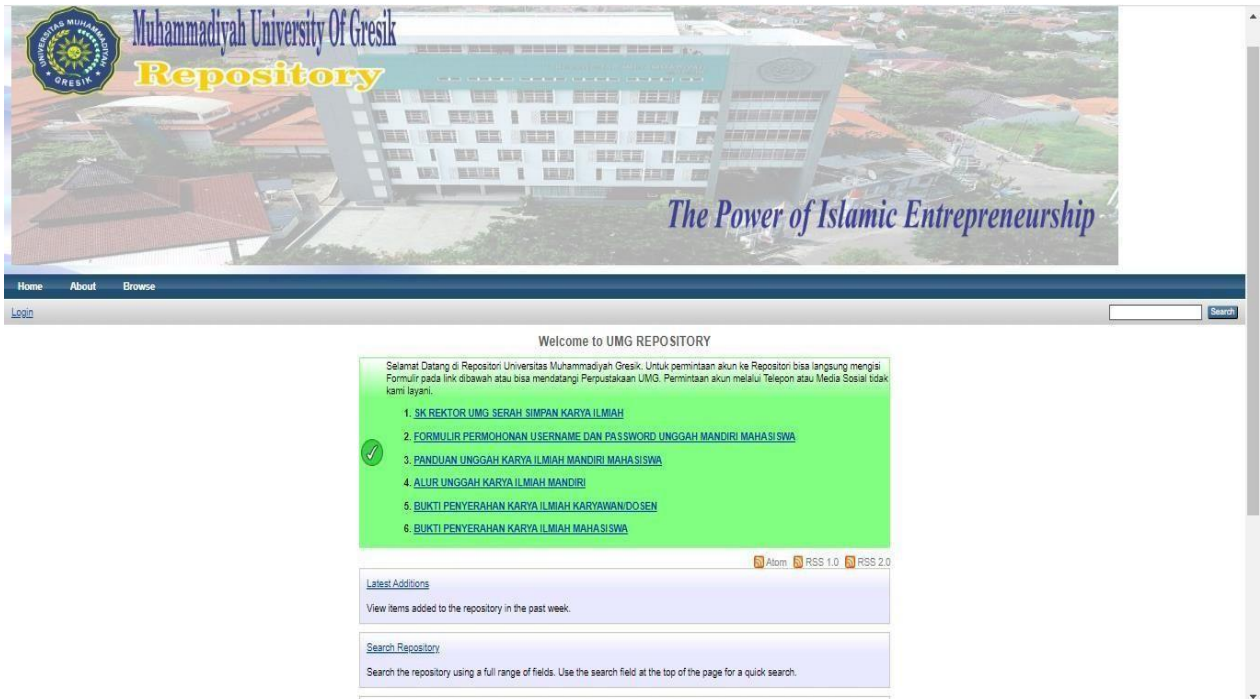 UNIVERSITAS MUHAMMADIYAH
GRESIK
Muhammadiyah University Of Gresik
Repository
The Power of Islamic Entrepreneurship
Home About Browse
Login
Search
Welcome to UMG REPOSITORY
Selamat Datang di Repositori Universitas Muhammadiyah Gresik. Untuk permintaan akun ke Repositori bisa langsung mengisi
Formulir pada link dibawah atau bisa mendatangi Perpustakaan UMG. Permintaan akun melalui Telepon atau Media Sosial tidak
kami layani.
1. SK REKTOR UMG SERAH SIMPAN KARYA ILMIAH
2. FORMULIR PERMOHONAN USERNAME DAN PASSWORD UNGGAH MANDIRI MAHASISWA
3. PANDUAN UNGGAH KARYA ILMIAH MANDIRI MAHASISWA
4. ALUR UNGGAH KARYA ILMIAH MANDIRI
5. BUKTI PENYERAHAN KARYA ILMIAH KARYAWAN/DOSEN
6. BUKTI PENYERAHAN KARYA ILMIAH MAHASISWA
Atom RSS 1.0 RSS 2.0
Latest Additions
View items added to the repository in the past week.
Search Repository
Search the repository using a full range of fields. Use the search field at the top of the page for a quick search.